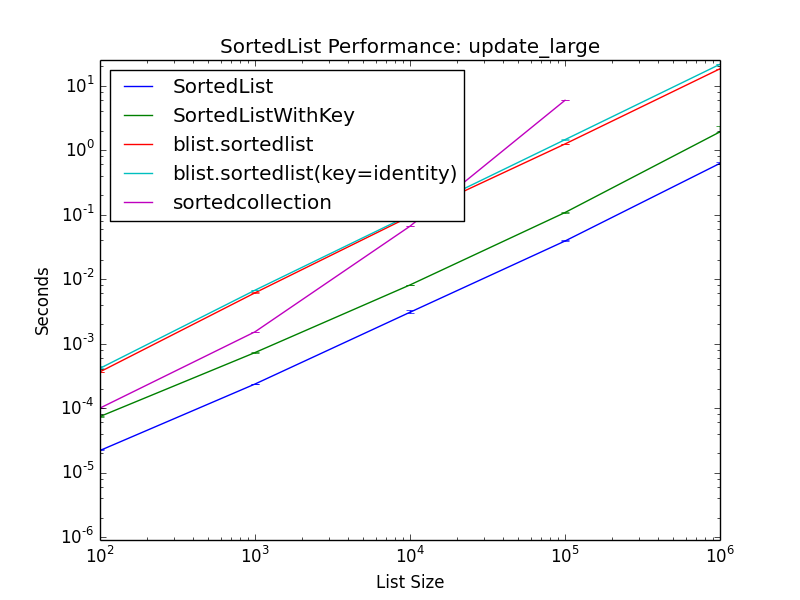 SortedList Performance: update_large
SortedList
SortedListWithKey
blist.sortedlist
blist.sortedlist(key=identity)
sortedcollection
Seconds
10^1
10^0
10^-1
10^-2
10^-3
10^-4
10^-5
10^-6
10^2 10^3 10^4 10^5 10^6
List Size